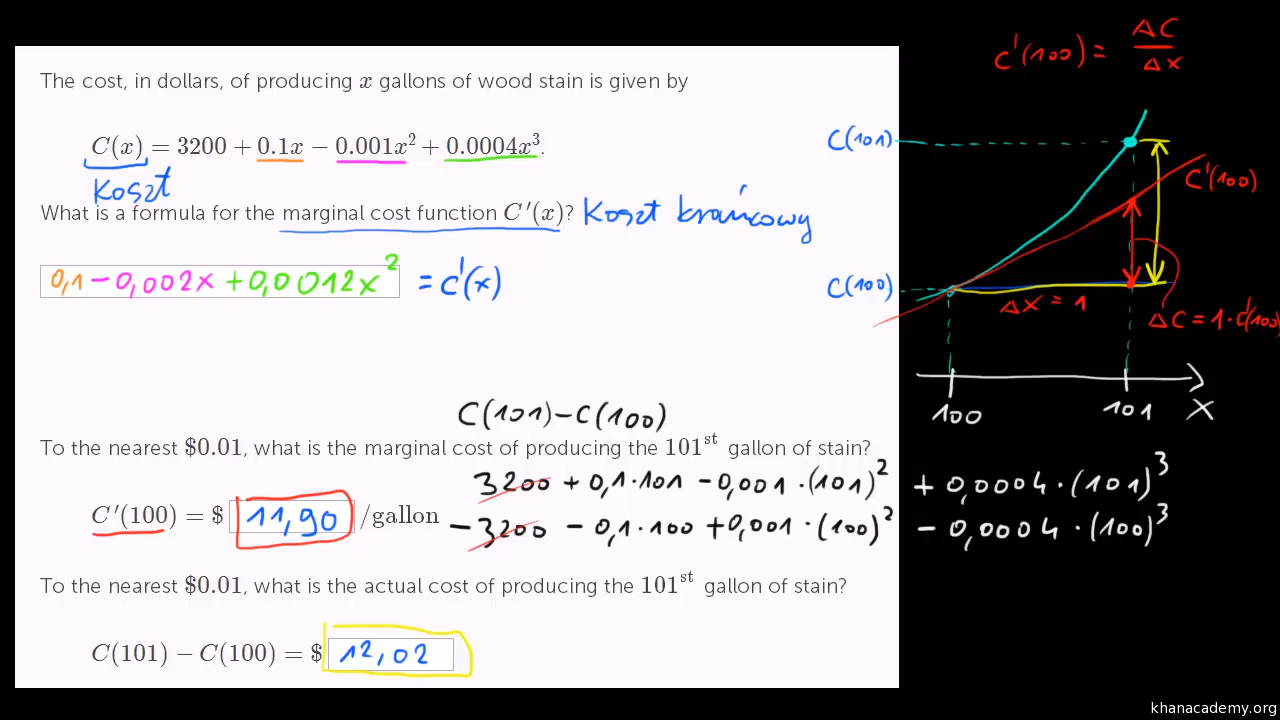 The cost, in dollars, of producing x gallons of wood stain is given by
C(x) = 3200 + 0.1x − 0.001x² + 0.0004x³.
Koszt
What is a formula for the marginal cost function C′(x)? Koszt krańcowy
0,1 − 0,002x + 0,0012x² = C'(x)
C(101) − C(100)
To the nearest $0.01, what is the marginal cost of producing the 101st gallon of stain?
3200 + 0,1·101 − 0,001·(101)² + 0,0004·(101)³
C′(100) = $ 11,90 /gallon
− 3200 − 0,1·100 + 0,001·(100)² − 0,0004·(100)³
To the nearest $0.01, what is the actual cost of producing the 101st gallon of stain?
C(101) − C(100) = $ 12,02
C'(100) = ΔC/Δx
C(101)
C'(100)
C(100)
Δx = 1
ΔC = 1·C'(100)
100
101
X
khanacademy.org